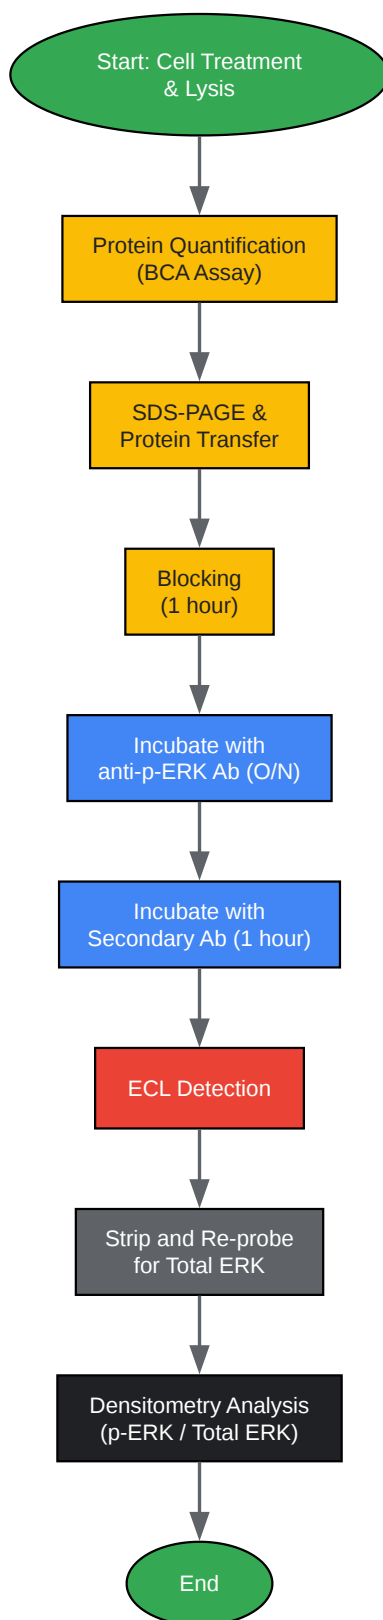 Start: Cell Treatment
& Lysis
Protein Quantification
(BCA Assay)
SDS-PAGE &
Protein Transfer
Blocking
(1 hour)
Incubate with
anti-p-ERK Ab (O/N)
Incubate with
Secondary Ab (1 hour)
ECL Detection
Strip and Re-probe
for Total ERK
Densitometry Analysis
(p-ERK / Total ERK)
End